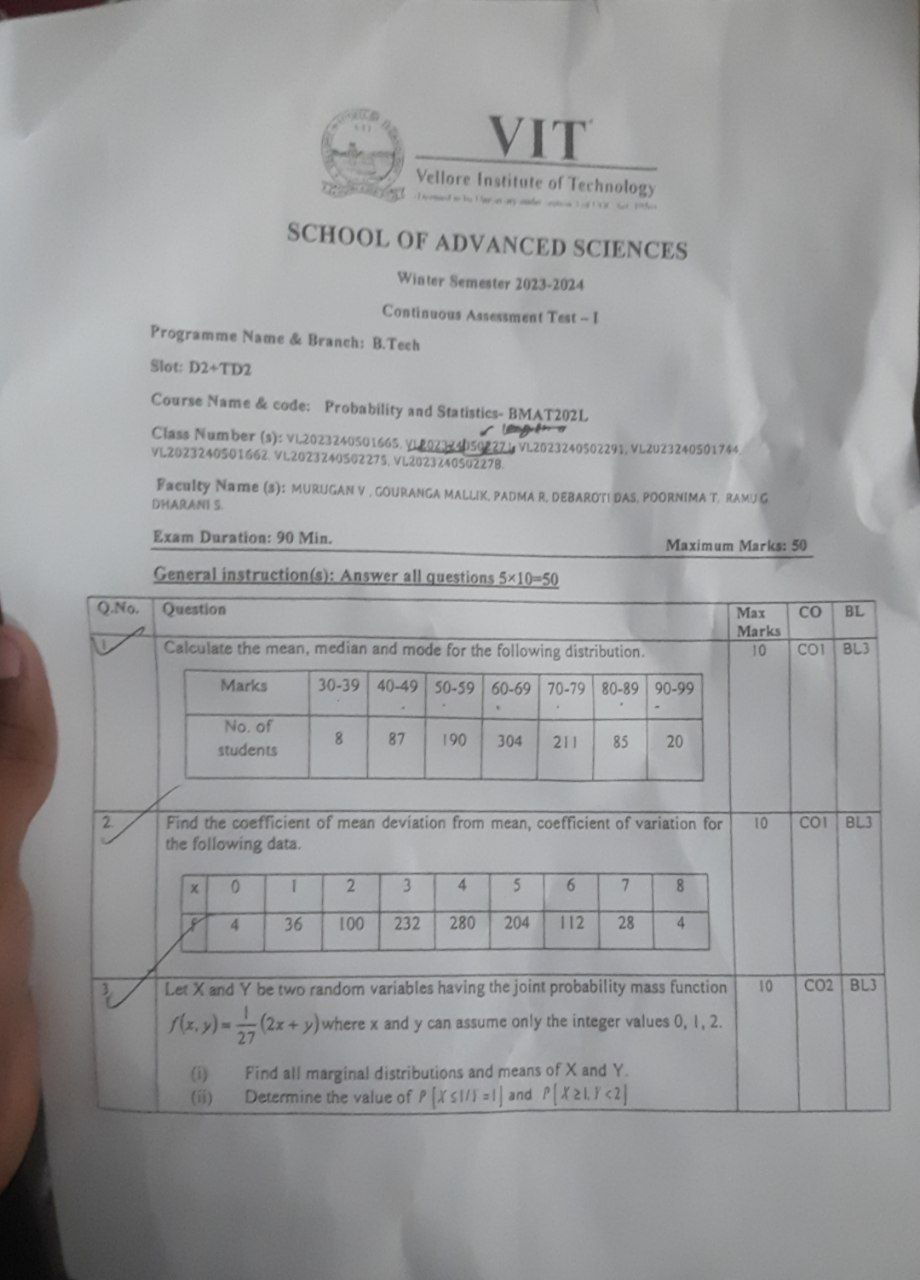 VIT
Vellore Institute of Technology
SCHOOL OF ADVANCED SCIENCES
Winter Semester 2023-2024
Continuous Assessment Test – I
Programme Name & Branch: B.Tech
Slot: D2+TD2
Course Name & code: Probability and Statistics- BMAT202L
Class Number (s): VL2023240501665, VL2023240502271, VL2023240502291, VL2023240501744,
VL2023240501662, VL2023240502275, VL2023240502278.
Faculty Name (s): MURUGAN V , GOURANGA MALLIK, PADMA R, DEBAROTI DAS, POORNIMA T, RAMU G
DHARANI S.
Exam Duration: 90 Min. Maximum Marks: 50
General instruction(s): Answer all questions 5×10=50
Q.No. Question Max Marks CO BL
1. Calculate the mean, median and mode for the following distribution. 10 CO1 BL3
Marks 30-39 40-49 50-59 60-69 70-79 80-89 90-99
No. of students 8 87 190 304 211 85 20
2. Find the coefficient of mean deviation from mean, coefficient of variation for 10 CO1 BL3
the following data.
x 0 1 2 3 4 5 6 7 8
f 4 36 100 232 280 204 112 28 4
3. Let X and Y be two random variables having the joint probability mass function 10 CO2 BL3
f(x, y) = 1/27 (2x + y) where x and y can assume only the integer values 0, 1, 2.
(i) Find all marginal distributions and means of X and Y.
(ii) Determine the value of P[X ≤ 1/Y = 1] and P[X ≥ 1, Y < 2]